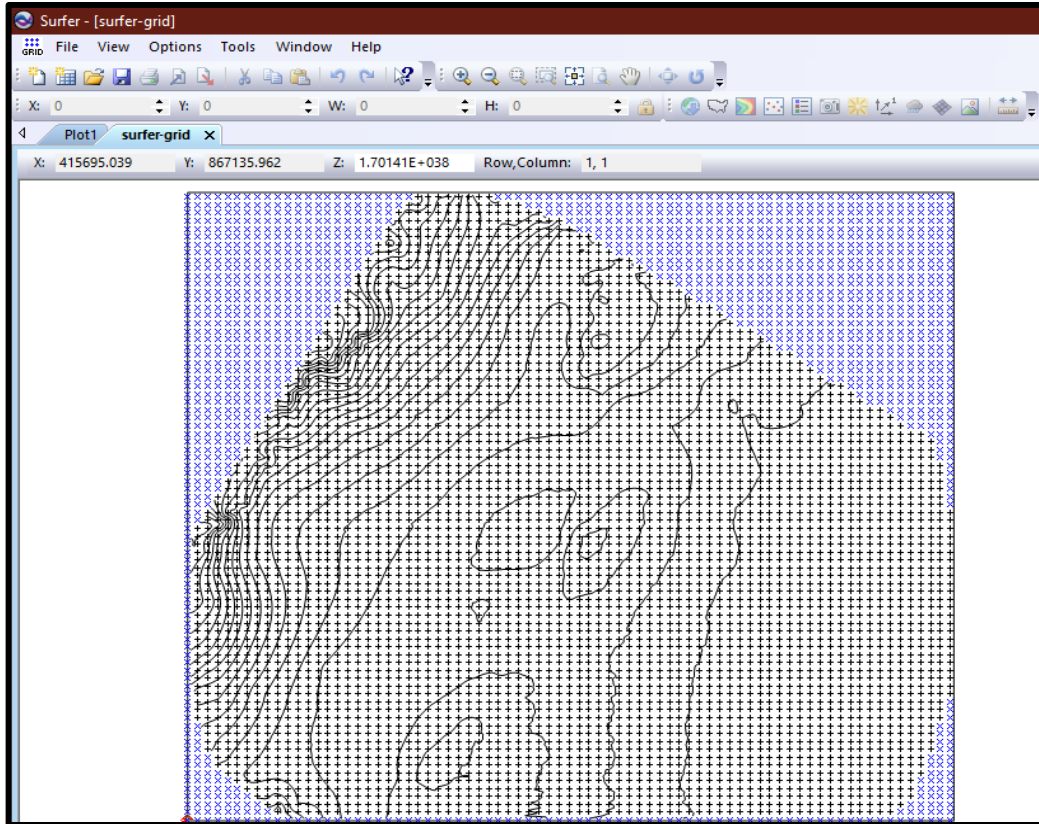 Surfer - [surfer-grid]
GRID File View Options Tools Window Help
X: 0 Y: 0 W: 0 H: 0
Plot1 surfer-grid X
X: 415695.039 Y: 867135.962 Z: 1.70141E+038 Row,Column: 1, 1